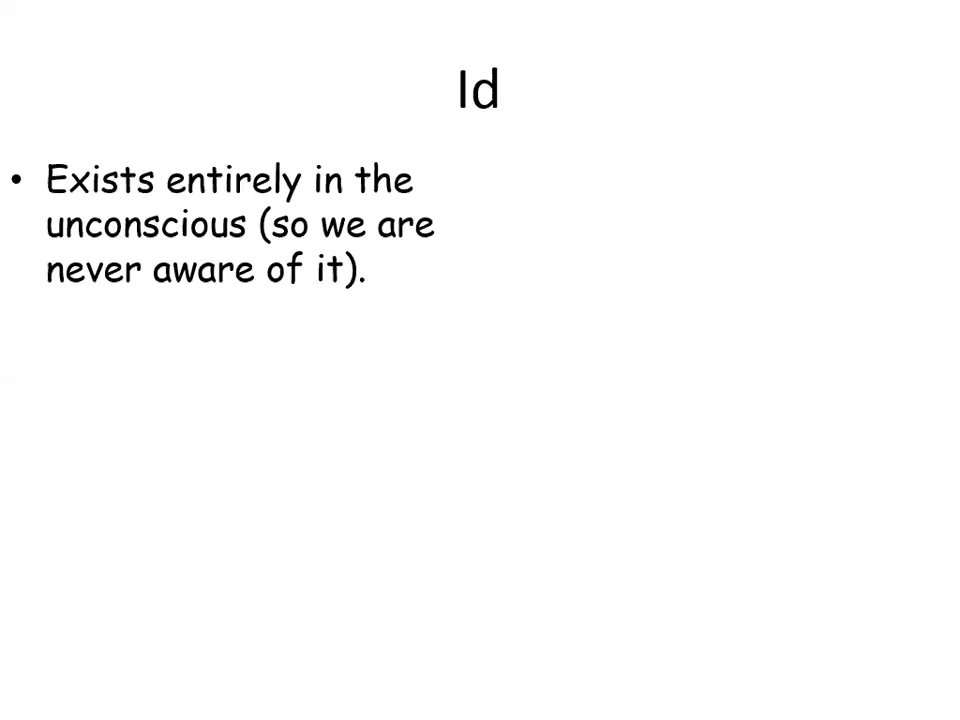 Id
• Exists entirely in the
unconscious (so we are
never aware of it).